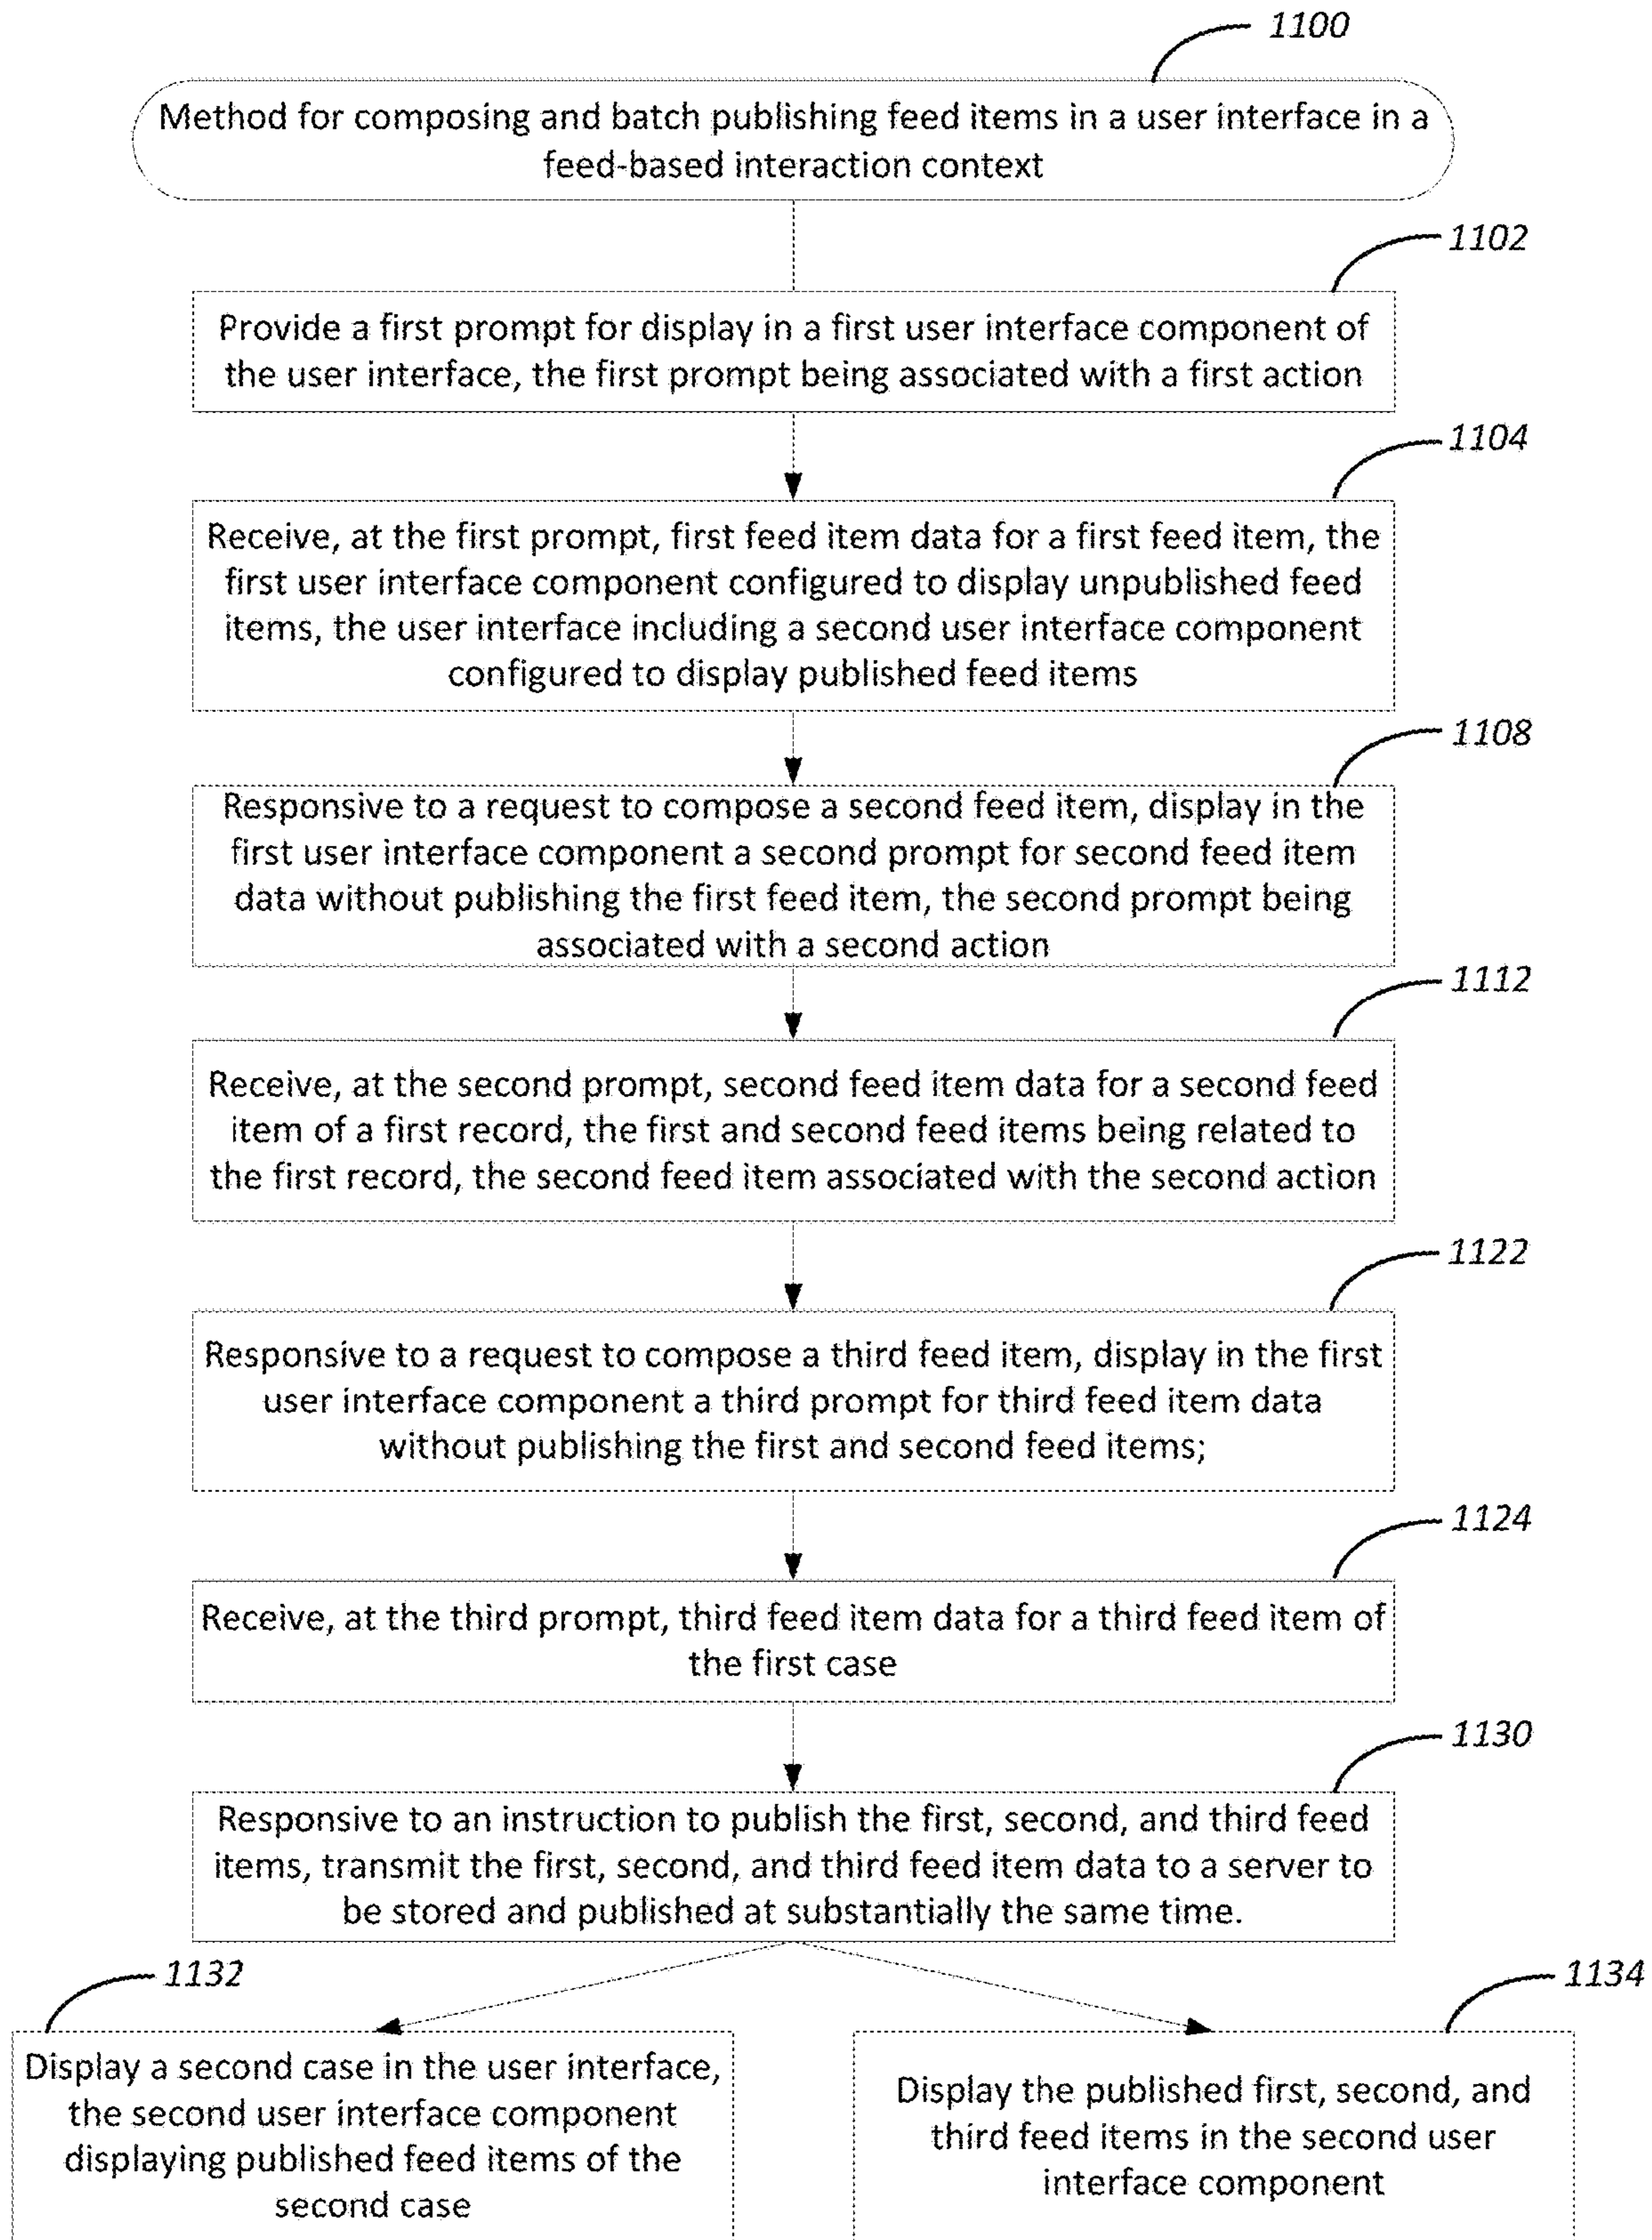 1100
Method for composing and batch publishing feed items in a user interface in a
feed-based interaction context
1102
Provide a first prompt for display in a first user interface component of
the user interface, the first prompt being associated with a first action
1104
Receive, at the first prompt, first feed item data for a first feed item, the
first user interface component configured to display unpublished feed
items, the user interface including a second user interface component
configured to display published feed items
1108
Responsive to a request to compose a second feed item, display in the
first user interface component a second prompt for second feed item
data without publishing the first feed item, the second prompt being
associated with a second action
1112
Receive, at the second prompt, second feed item data for a second feed
item of a first record, the first and second feed items being related to
the first record, the second feed item associated with the second action
1122
Responsive to a request to compose a third feed item, display in the first
user interface component a third prompt for third feed item data
without publishing the first and second feed items;
1124
Receive, at the third prompt, third feed item data for a third feed item of
the first case
1130
Responsive to an instruction to publish the first, second, and third feed
items, transmit the first, second, and third feed item data to a server to
be stored and published at substantially the same time.
1132
Display a second case in the user interface,
the second user interface component
displaying published feed items of the
second case
1134
Display the published first, second, and
third feed items in the second user
interface component